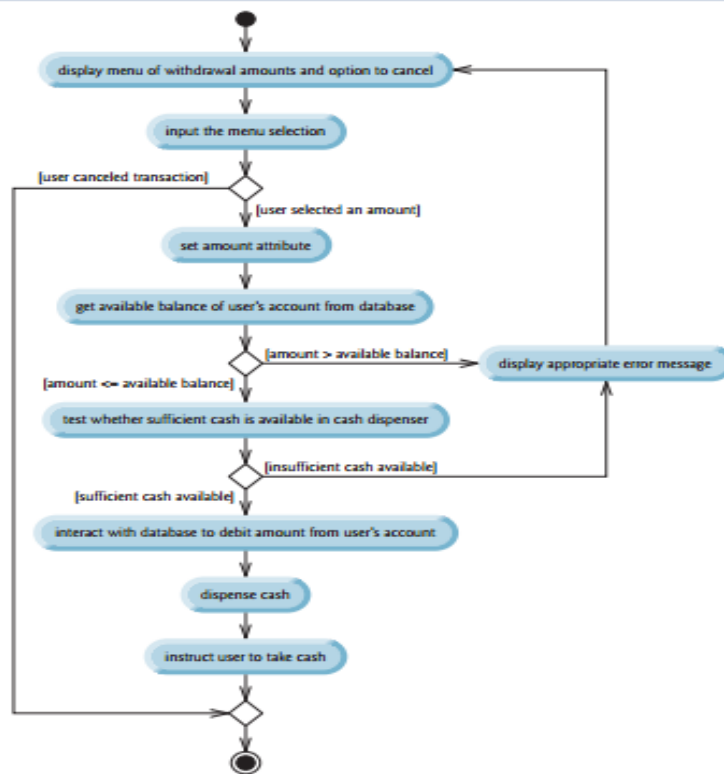 display menu of withdrawal amounts and option to cancel
input the menu selection
[user canceled transaction]
[user selected an amount]
set amount attribute
get available balance of user's account from database
[amount > available balance]
display appropriate error message
[amount <= available balance]
test whether sufficient cash is available in cash dispenser
[insufficient cash available]
[sufficient cash available]
interact with database to debit amount from user's account
dispense cash
instruct user to take cash